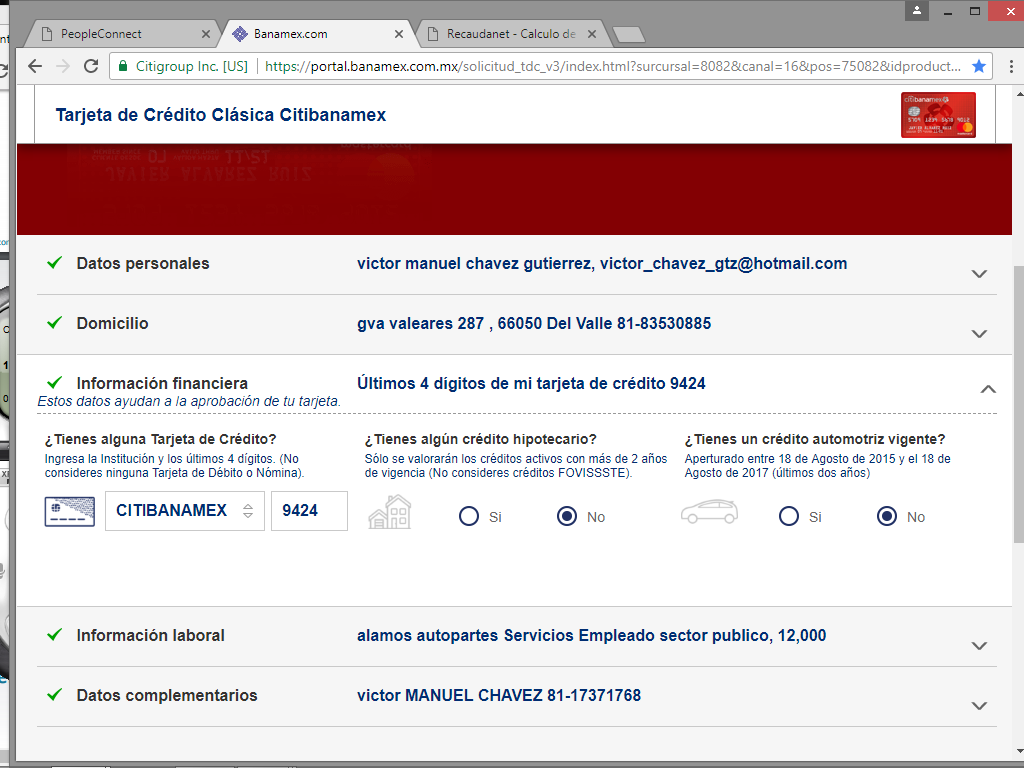 PeopleConnect
Banamex.com
Recaudanet - Calculo de
Citigroup Inc. [US]
https://portal.banamex.com.mx/solicitud_tdc_v3/index.html?surcursal=8082&canal=16&pos=75082&idproduct...
Tarjeta de Crédito Clásica Citibanamex
citibanamex
JAVIER ALVAREZ RUIZ
Datos personales
victor manuel chavez gutierrez, victor_chavez_gtz@hotmail.com
Domicilio
gva valeares 287 , 66050 Del Valle 81-83530885
Información financiera
Últimos 4 dígitos de mi tarjeta de crédito 9424
Estos datos ayudan a la aprobación de tu tarjeta.
¿Tienes alguna Tarjeta de Crédito?
Ingresa la Institución y los últimos 4 dígitos. (No
consideres ninguna Tarjeta de Débito o Nómina).
CITIBANAMEX
9424
¿Tienes algún crédito hipotecario?
Sólo se valorarán los créditos activos con más de 2 años
de vigencia (No consideres créditos FOVISSSTE).
Si
No
¿Tienes un crédito automotriz vigente?
Aperturado entre 18 de Agosto de 2015 y el 18 de
Agosto de 2017 (últimos dos años)
Si
No
Información laboral
alamos autopartes Servicios Empleado sector publico, 12,000
Datos complementarios
victor MANUEL CHAVEZ 81-17371768